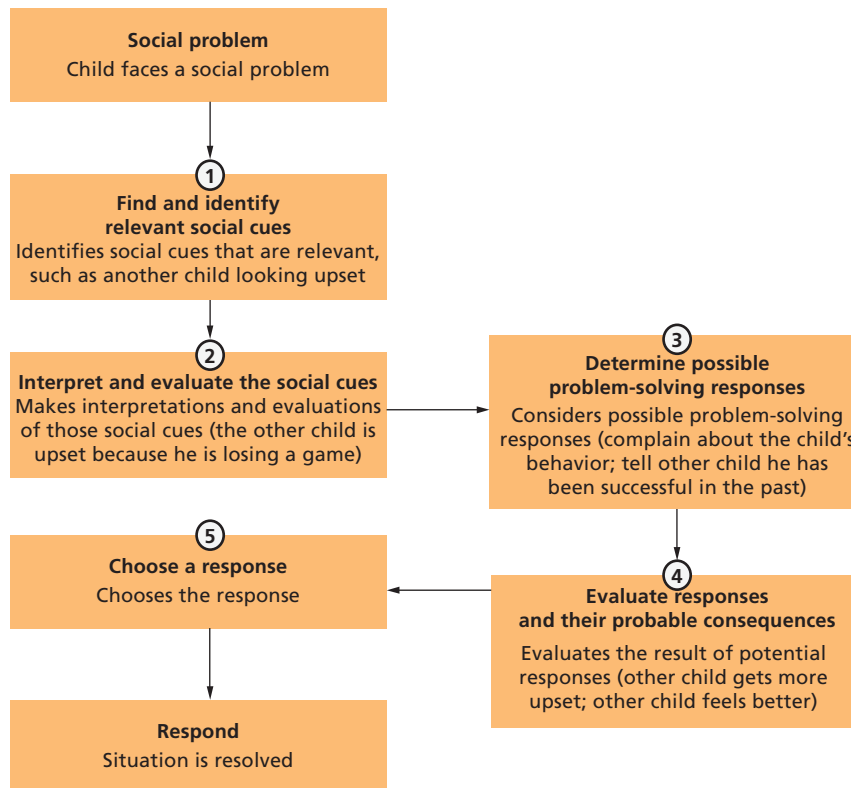 Social problem
Child faces a social problem
1
Find and identify
relevant social cues
Identifies social cues that are relevant,
such as another child looking upset
2
Interpret and evaluate the social cues
Makes interpretations and evaluations
of those social cues (the other child is
upset because he is losing a game)
3
Determine possible
problem-solving responses
Considers possible problem-solving
responses (complain about the child's
behavior; tell other child he has
been successful in the past)
4
Evaluate responses
and their probable consequences
Evaluates the result of potential
responses (other child gets more
upset; other child feels better)
5
Choose a response
Chooses the response
Respond
Situation is resolved